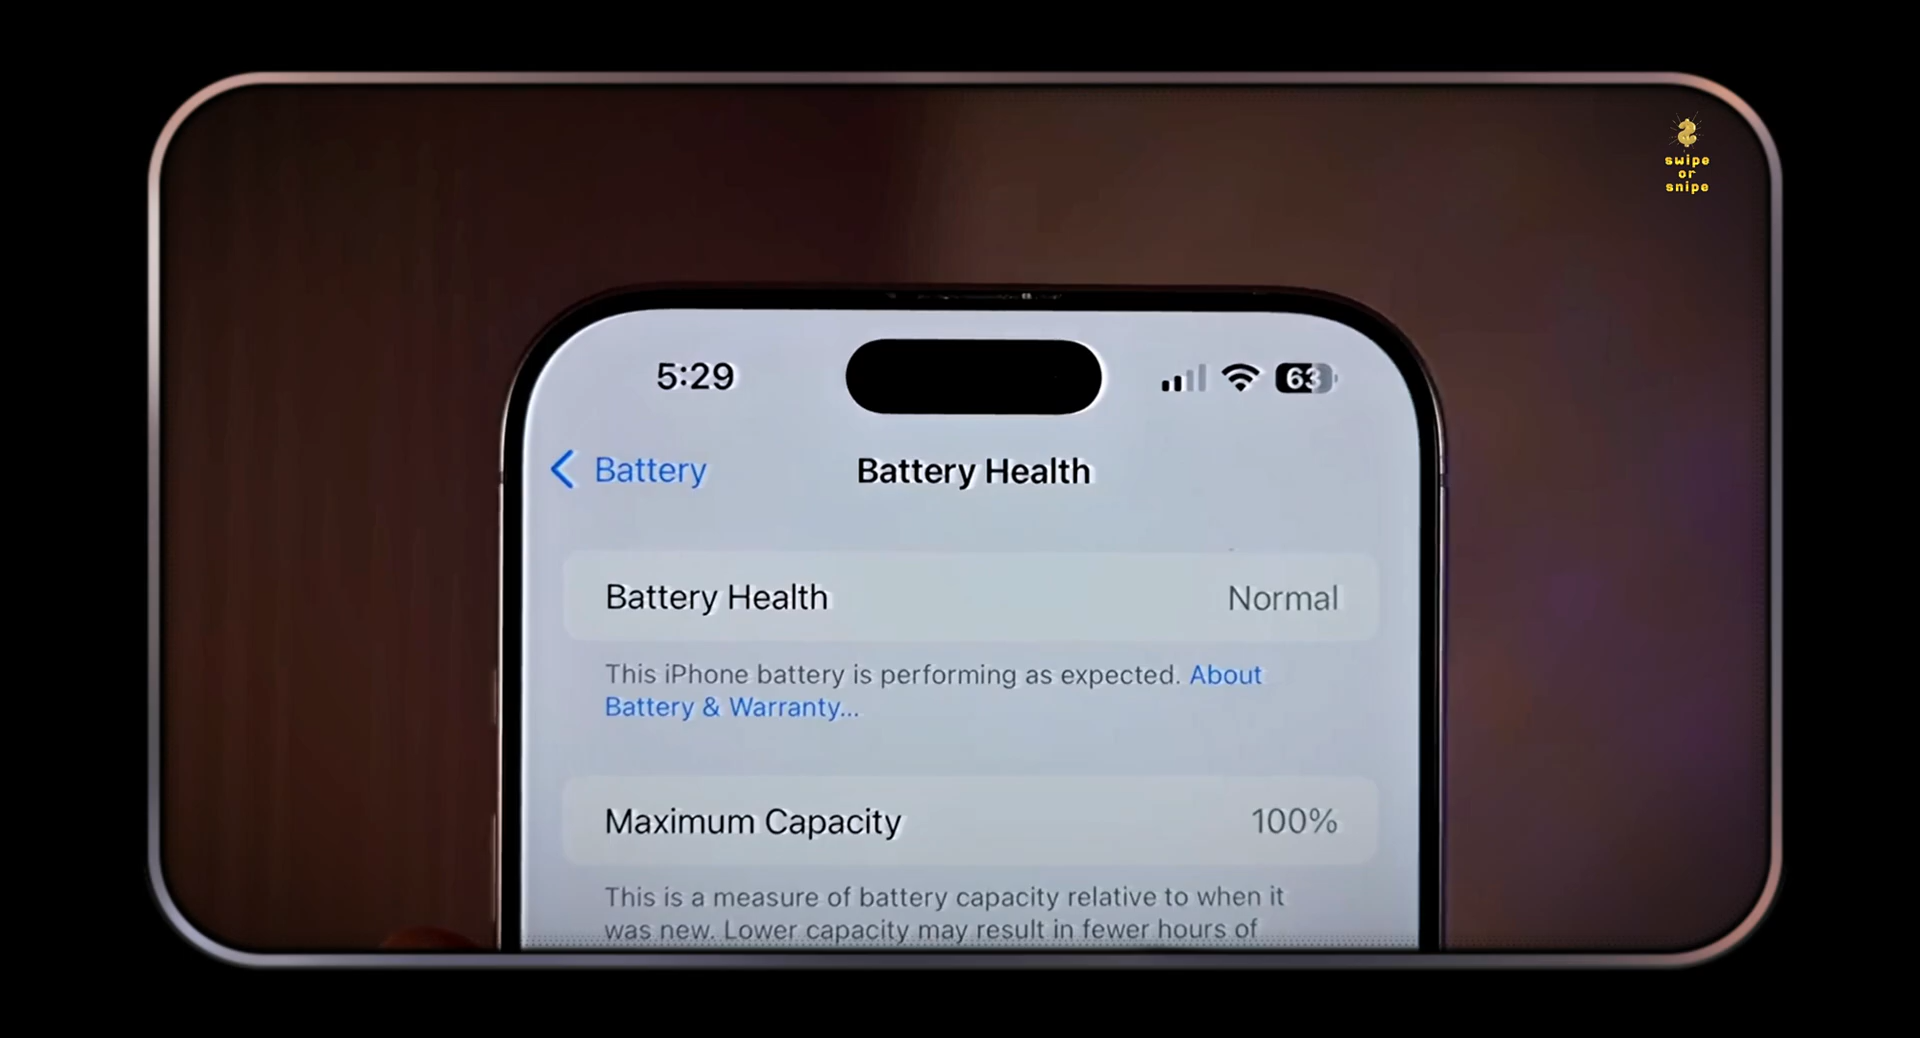 swipe
or
snipe
5:29
63
Battery
Battery Health
Battery Health
Normal
This iPhone battery is performing as expected. About
Battery & Warranty...
Maximum Capacity
100%
This is a measure of battery capacity relative to when it
was new. Lower capacity may result in fewer hours of